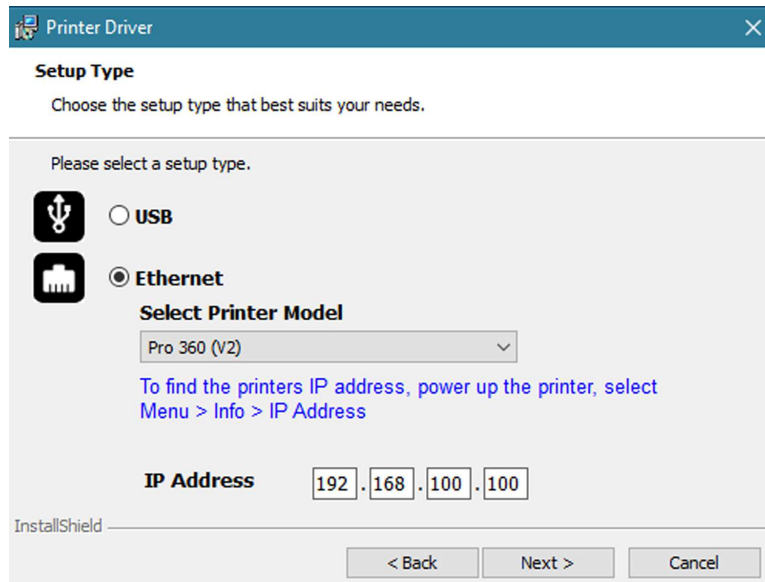 Printer Driver
Setup Type
Choose the setup type that best suits your needs.
Please select a setup type.
USB
Ethernet
Select Printer Model
Pro 360 (V2)
To find the printers IP address, power up the printer, select
Menu > Info > IP Address
IP Address 192 . 168 . 100 . 100
InstallShield
< Back Next > Cancel